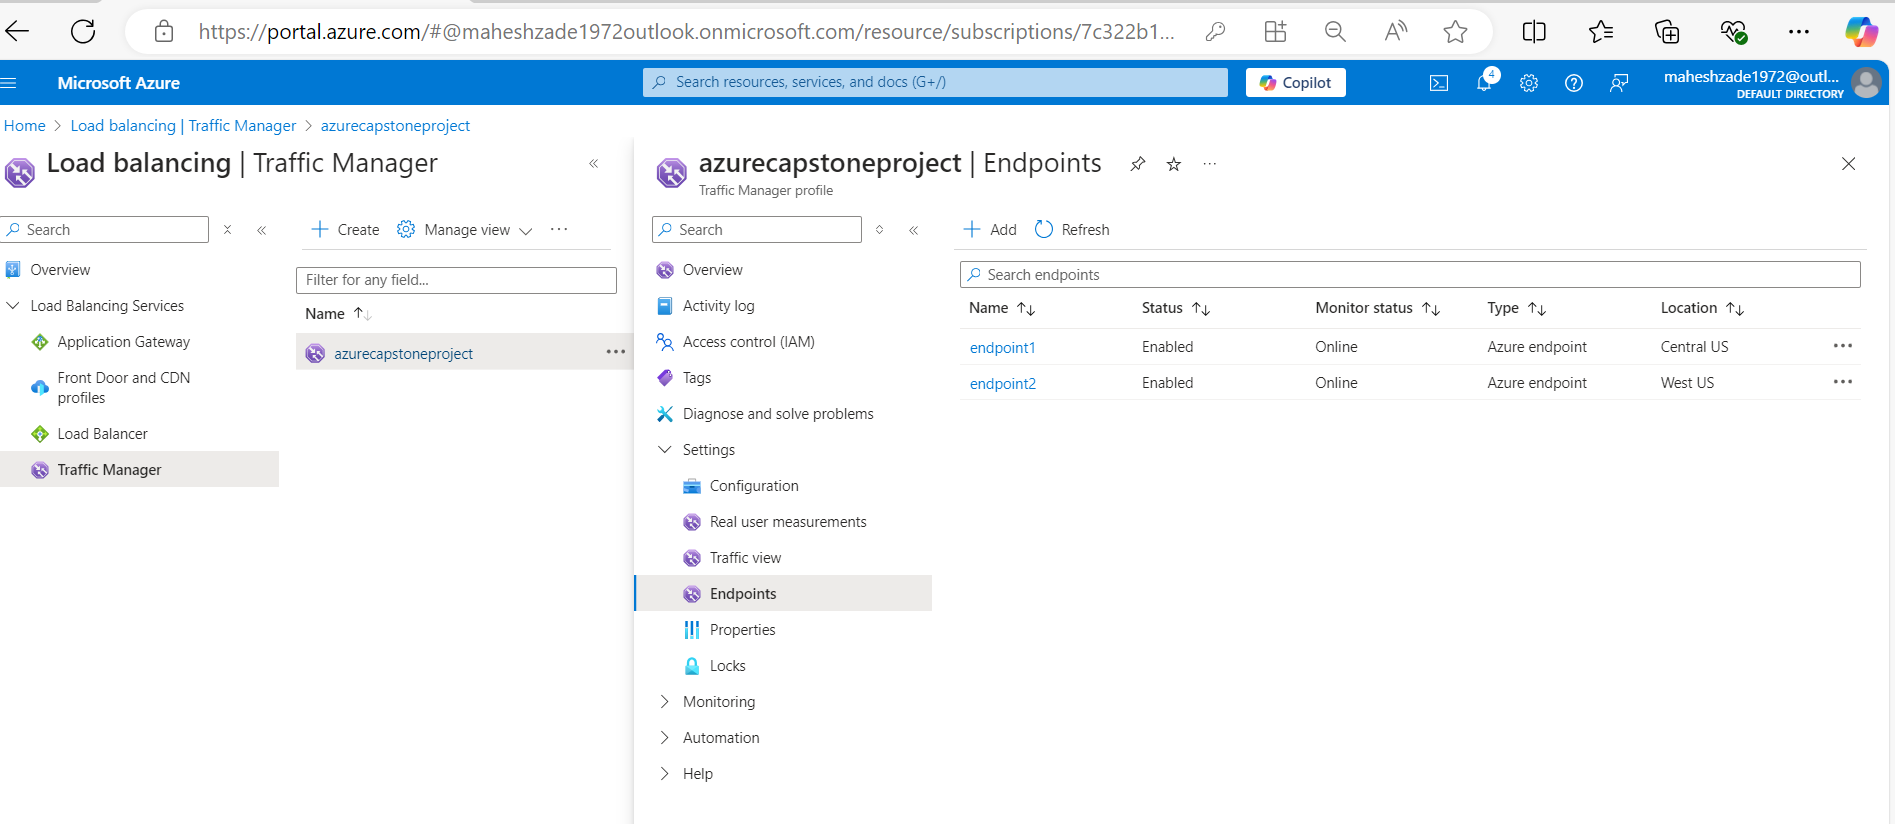 https://portal.azure.com/#@maheshzade1972outlook.onmicrosoft.com/resource/subscriptions/7c322b1...
Microsoft Azure
Search resources, services, and docs (G+/)
Copilot
4
maheshzade1972@outl...
DEFAULT DIRECTORY
Home > Load balancing | Traffic Manager > azurecapstoneproject
Load balancing | Traffic Manager
Search
Overview
Load Balancing Services
Application Gateway
Front Door and CDN
profiles
Load Balancer
Traffic Manager
Create Manage view ...
Filter for any field...
Name
azurecapstoneproject
azurecapstoneproject | Endpoints
Traffic Manager profile
Search
Overview
Activity log
Access control (IAM)
Tags
Diagnose and solve problems
Settings
Configuration
Real user measurements
Traffic view
Endpoints
Properties
Locks
Monitoring
Automation
Help
Add Refresh
Search endpoints
Name Status Monitor status Type Location
endpoint1 Enabled Online Azure endpoint Central US
endpoint2 Enabled Online Azure endpoint West US